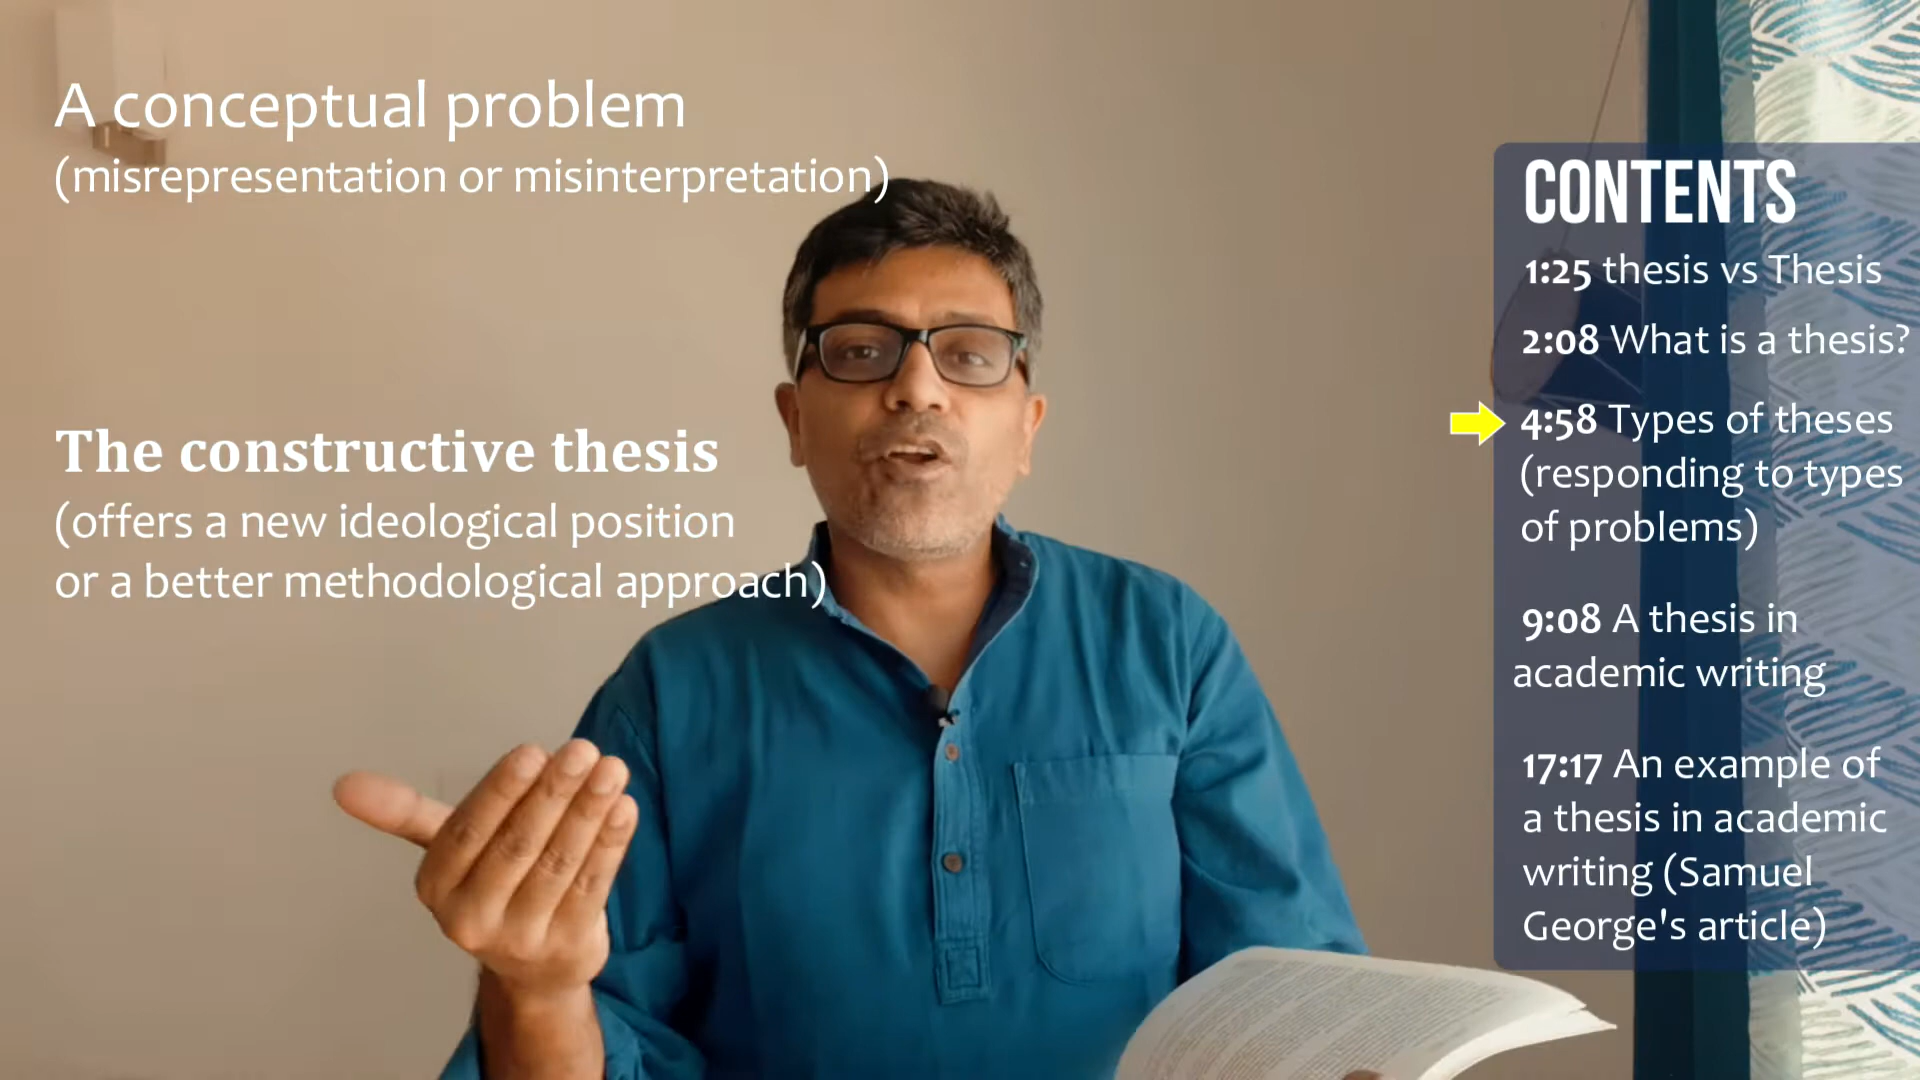 A conceptual problem
(misrepresentation or misinterpretation)
The constructive thesis
(offers a new ideological position
or a better methodological approach)
CONTENTS
1:25 thesis vs Thesis
2:08 What is a thesis?
4:58 Types of theses
(responding to types
of problems)
9:08 A thesis in
academic writing
17:17 An example of
a thesis in academic
writing (Samuel
George's article)